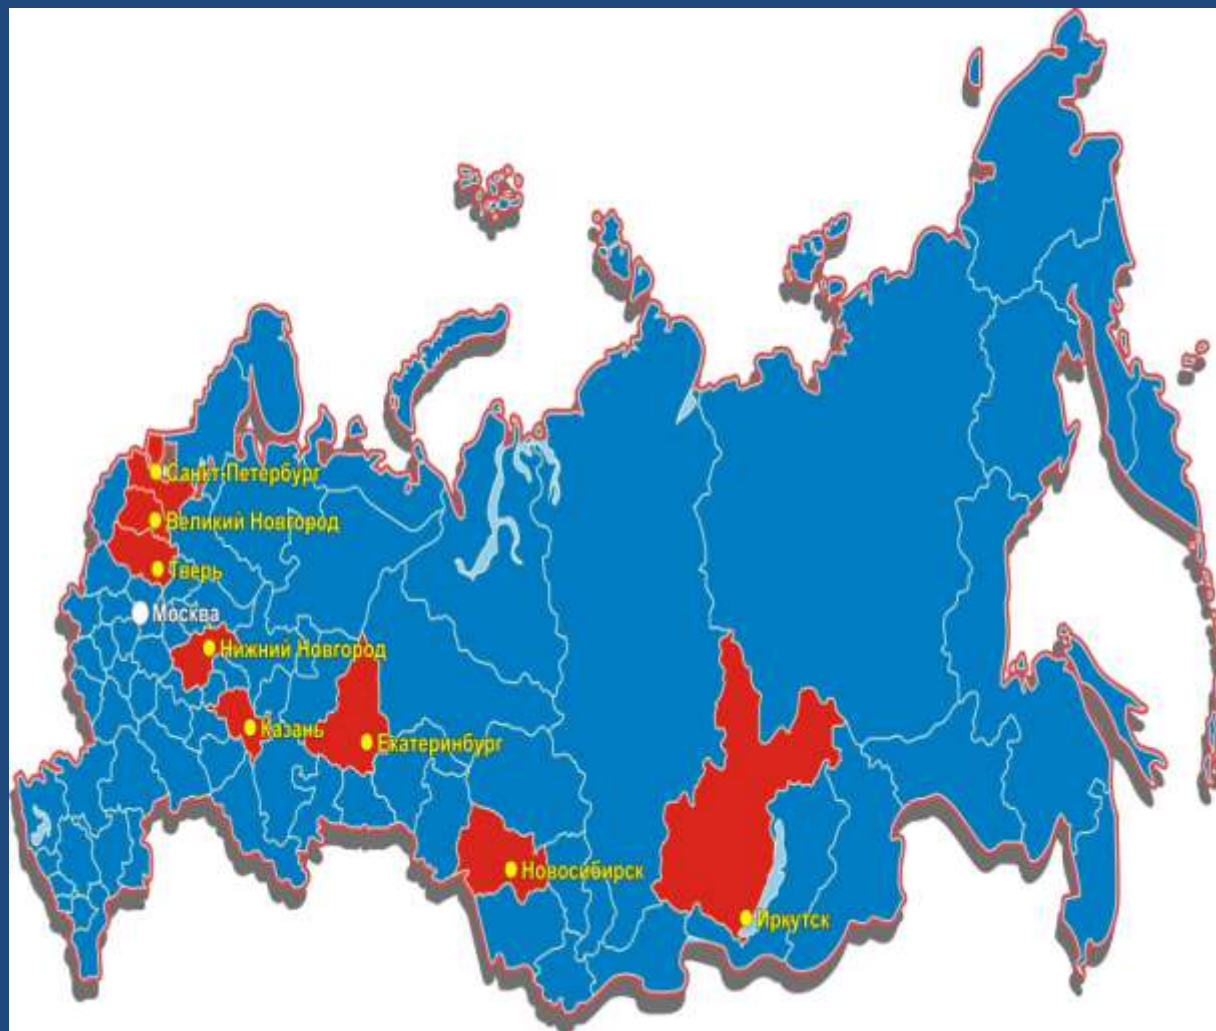 Санкт-Петербург
Великий Новгород
Тверь
Москва
Нижний Новгород
Казань
Екатеринбург
Новосибирск
Иркутск